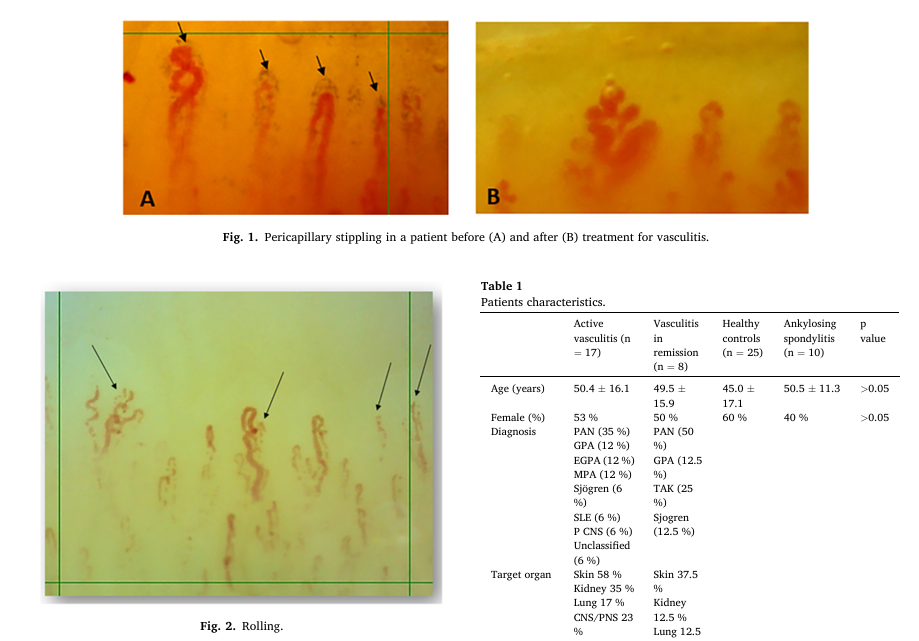 A
B
Fig. 1. Pericapillary stippling in a patient before (A) and after (B) treatment for vasculitis.
Fig. 2. Rolling.
Table 1
Patients characteristics.
Active vasculitis (n = 17) Vasculitis in remission (n = 8) Healthy controls (n = 25) Ankylosing spondylitis (n = 10) p value
Age (years) 50.4 ± 16.1 49.5 ± 15.9 45.0 ± 17.1 50.5 ± 11.3 >0.05
Female (%) 53 % 50 % 60 % 40 % >0.05
Diagnosis PAN (35 %) PAN (50
GPA (12 %) %)
EGPA (12 %) GPA (12.5
MPA (12 %) %)
Sjögren (6 TAK (25
%) %)
SLE (6 %) Sjogren
P CNS (6 %) (12.5 %)
Unclassified
(6 %)
Target organ Skin 58 % Skin 37.5
Kidney 35 % %
Lung 17 % Kidney
CNS/PNS 23 12.5 %
% Lung 12.5